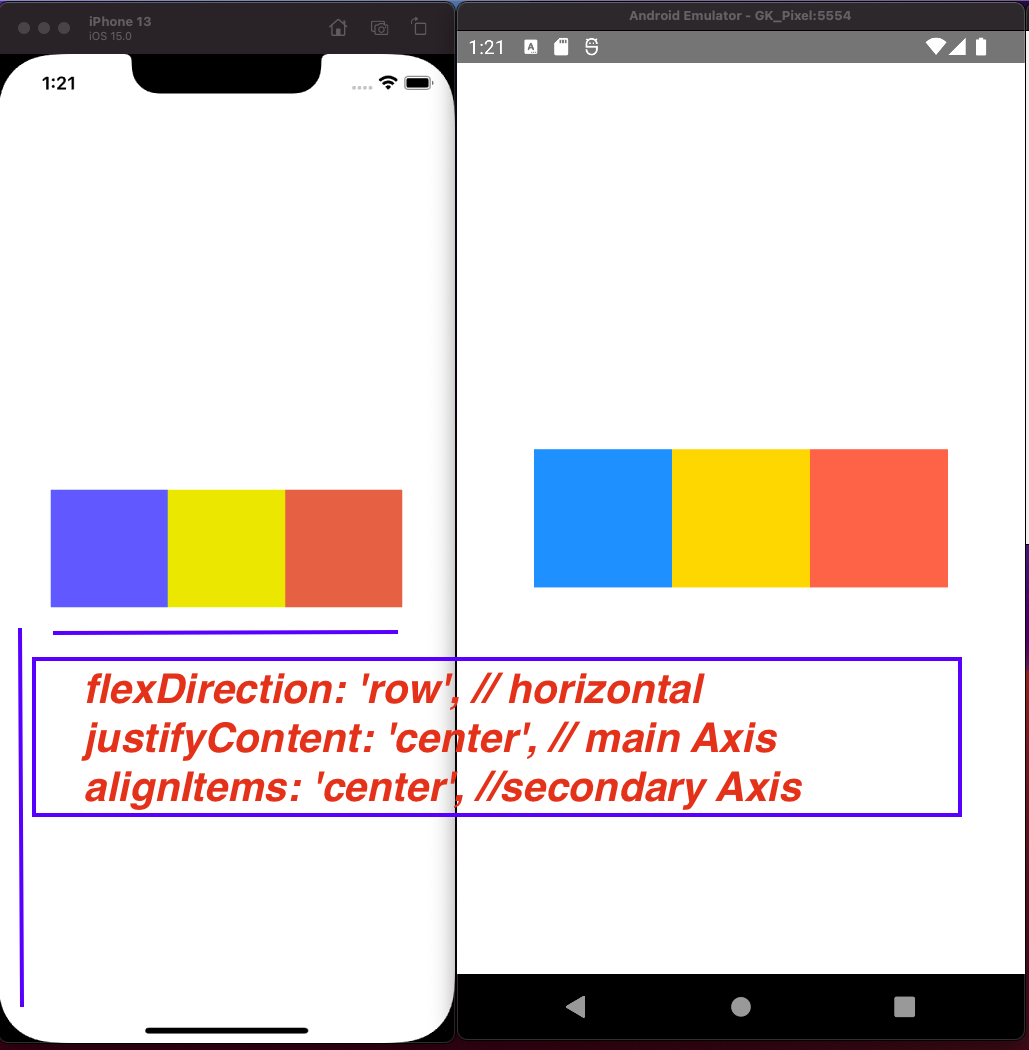 iPhone 13
iOS 15.0
Android Emulator - GK_Pixel:5554
1:21
1:21
A
flexDirection: 'row', // horizontal
justifyContent: 'center', // main Axis
alignItems: 'center', //secondary Axis